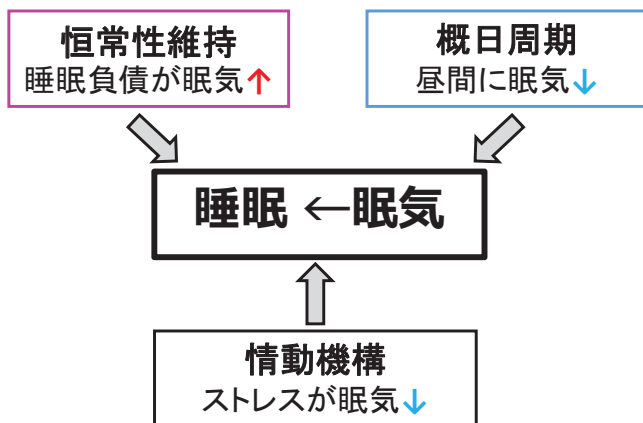 恒常性維持
睡眠負債が眠気↑
概日周期
昼間に眠気↓
睡眠 ←眠気
情動機構
ストレスが眠気↓